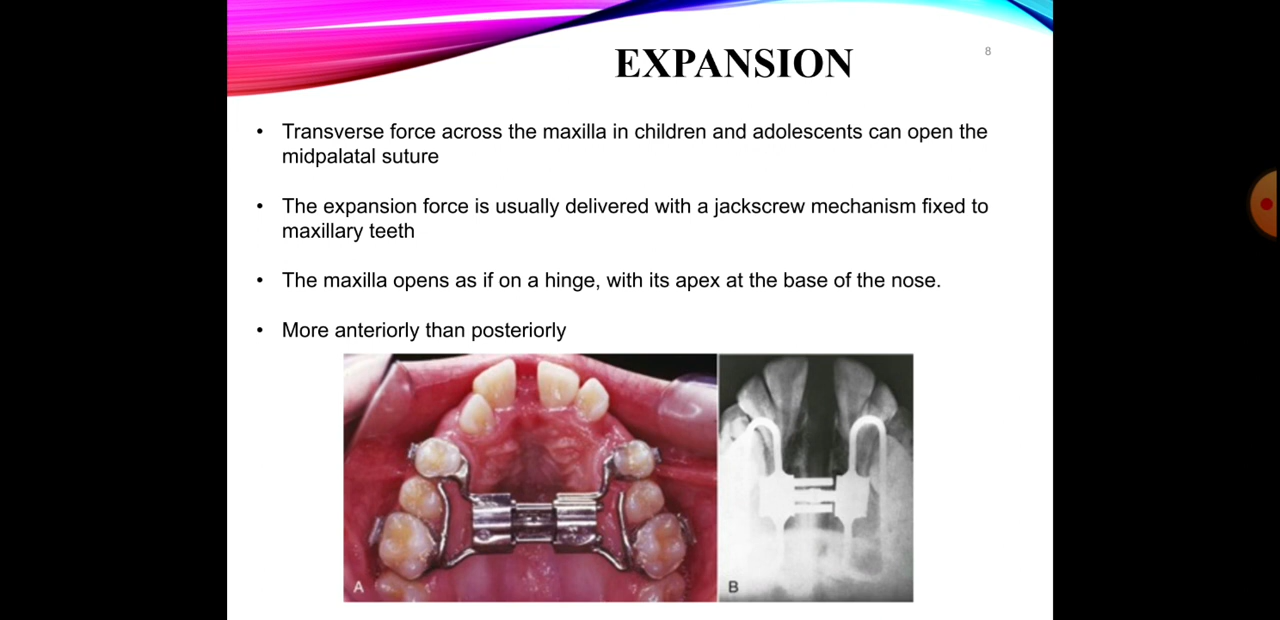 EXPANSION
8
• Transverse force across the maxilla in children and adolescents can open the
midpalatal suture
• The expansion force is usually delivered with a jackscrew mechanism fixed to
maxillary teeth
• The maxilla opens as if on a hinge, with its apex at the base of the nose.
• More anteriorly than posteriorly
A
B